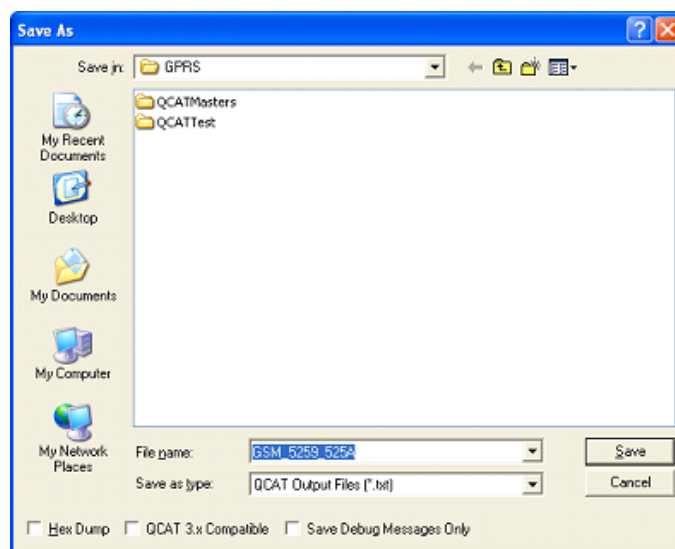 Save As
Save in: GPRS
QCATMasters
QCATTest
My Recent
Documents
Desktop
My Documents
My Computer
My Network
Places
File name: GSM_5259_525A Save
Save as type: QCAT Output Files (*.txt) Cancel
Hex Dump QCAT 3.x Compatible Save Debug Messages Only